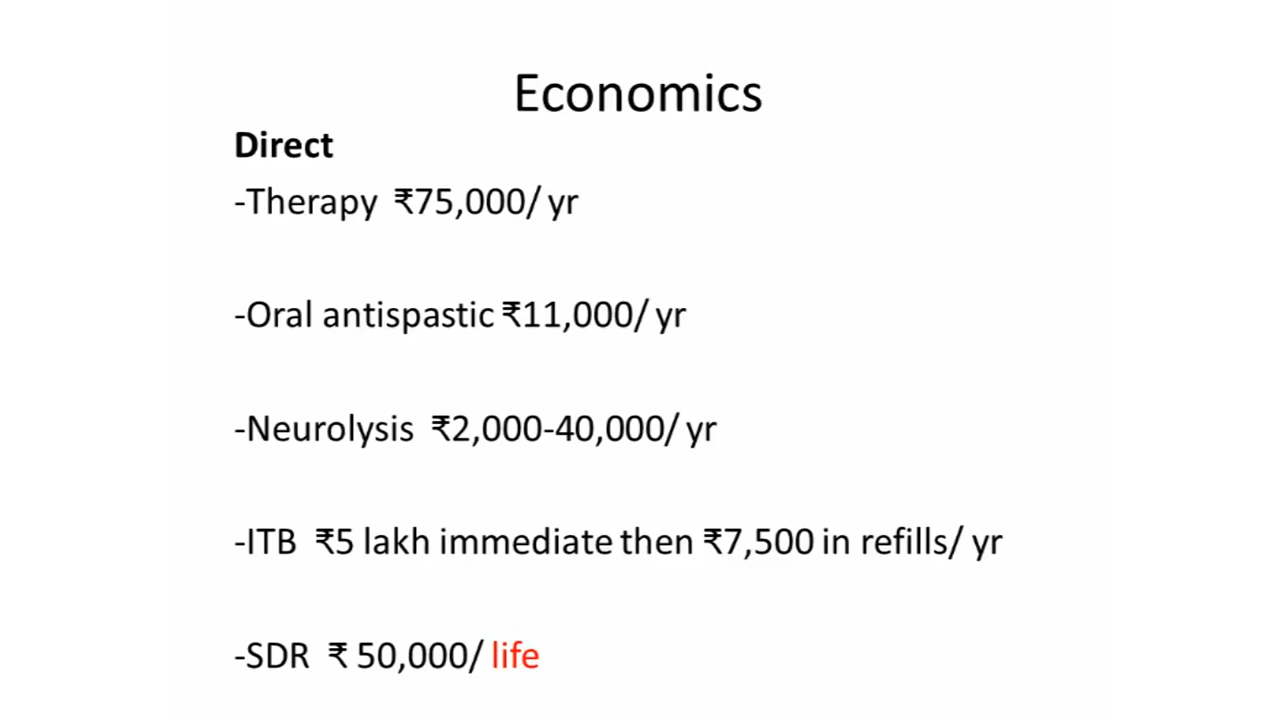 Economics
Direct
-Therapy ₹75,000/ yr
-Oral antispastic ₹11,000/ yr
-Neurolysis ₹2,000-40,000/ yr
-ITB ₹5 lakh immediate then ₹7,500 in refills/ yr
-SDR ₹ 50,000/ life